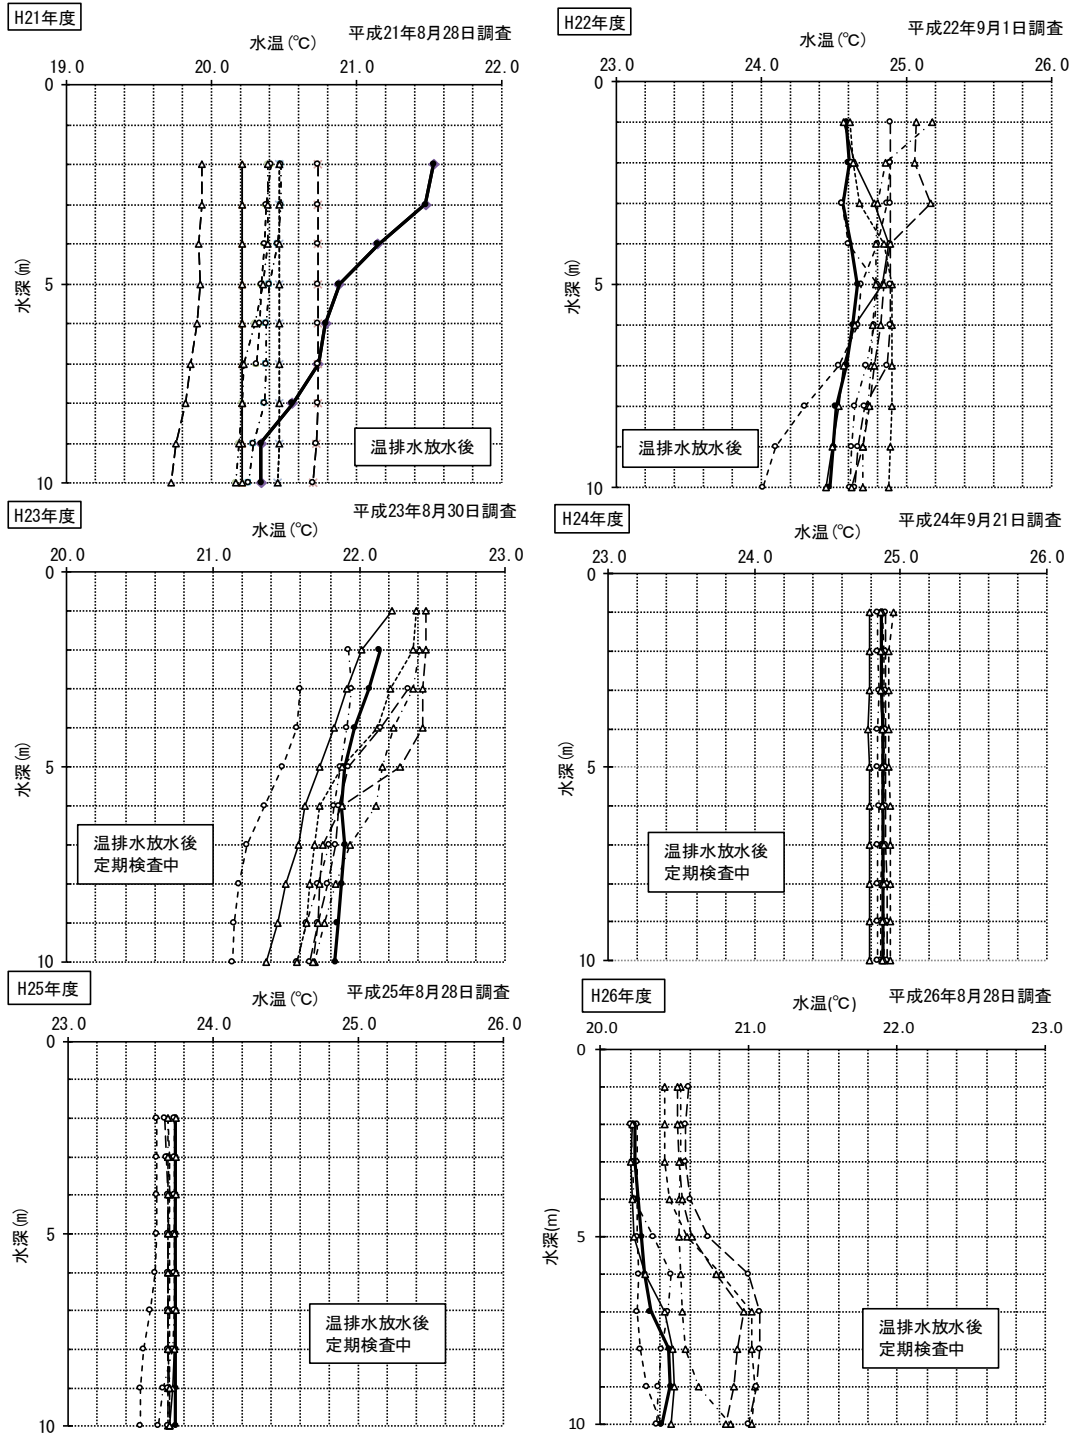 H21年度
水温(℃)
平成21年8月28日調査
19.0 20.0 21.0 22.0
0
5
10
水深(m)
温排水放水後
H22年度
水温(℃)
平成22年9月1日調査
23.0 24.0 25.0 26.0
0
5
10
水深(m)
温排水放水後
H23年度
水温(℃)
平成23年8月30日調査
20.0 21.0 22.0 23.0
0
5
10
水深(m)
温排水放水後
定期検査中
H24年度
水温(℃)
平成24年9月21日調査
23.0 24.0 25.0 26.0
0
5
10
水深(m)
温排水放水後
定期検査中
H25年度
水温(℃)
平成25年8月28日調査
23.0 24.0 25.0 26.0
0
5
10
水深(m)
温排水放水後
定期検査中
H26年度
水温(℃)
平成26年8月28日調査
20.0 21.0 22.0 23.0
0
5
10
水深(m)
温排水放水後
定期検査中